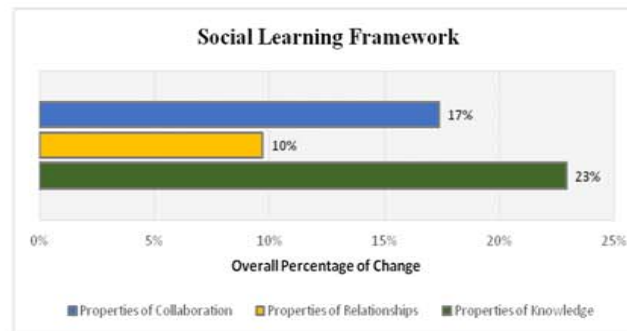 Social Learning Framework
17%
10%
23%
0% 5% 10% 15% 20% 25%
Overall Percentage of Change
Properties of Collaboration Properties of Relationships Properties of Knowledge